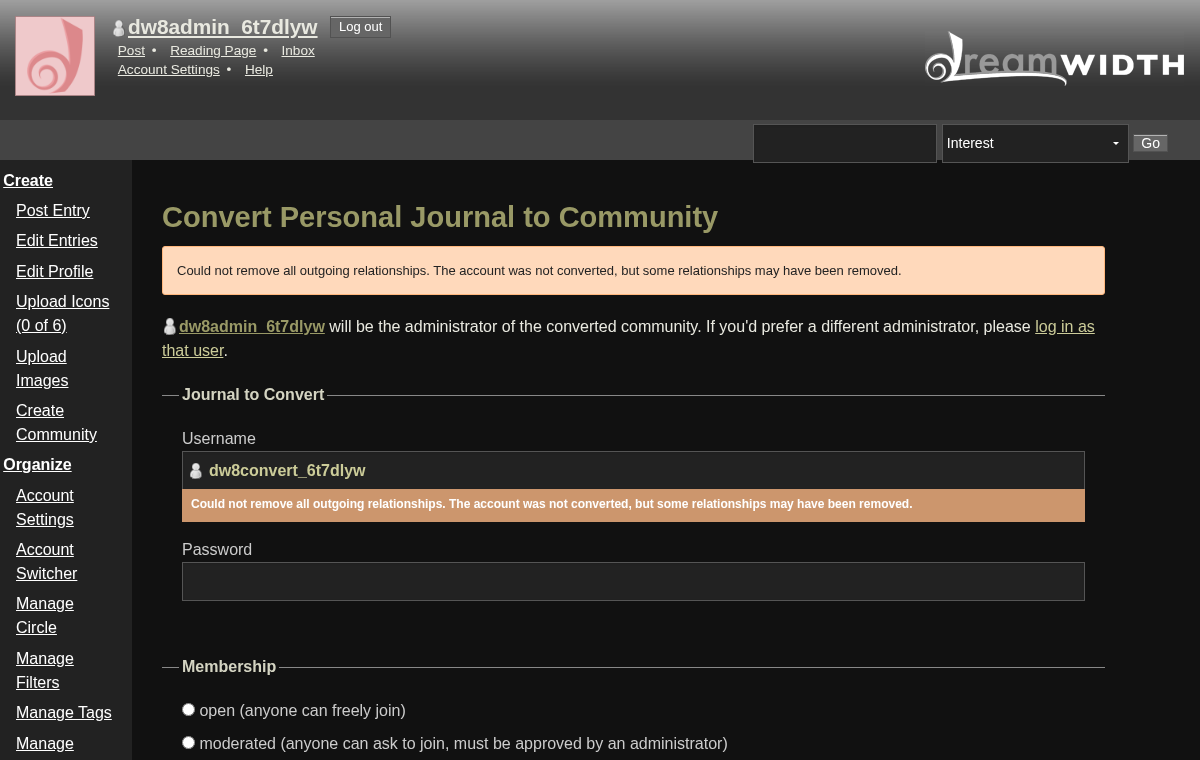 dw8admin_6t7dlyw Log out
Post • Reading Page • Inbox
Account Settings • Help
dreamWIDTH
Interest Go
Create
Post Entry
Edit Entries
Edit Profile
Upload Icons
(0 of 6)
Upload
Images
Create
Community
Organize
Account
Settings
Account
Switcher
Manage
Circle
Manage
Filters
Manage Tags
Manage
Convert Personal Journal to Community
Could not remove all outgoing relationships. The account was not converted, but some relationships may have been removed.
dw8admin_6t7dlyw will be the administrator of the converted community. If you'd prefer a different administrator, please log in as
that user.
Journal to Convert
Username
dw8convert_6t7dlyw
Could not remove all outgoing relationships. The account was not converted, but some relationships may have been removed.
Password
Membership
open (anyone can freely join)
moderated (anyone can ask to join, must be approved by an administrator)